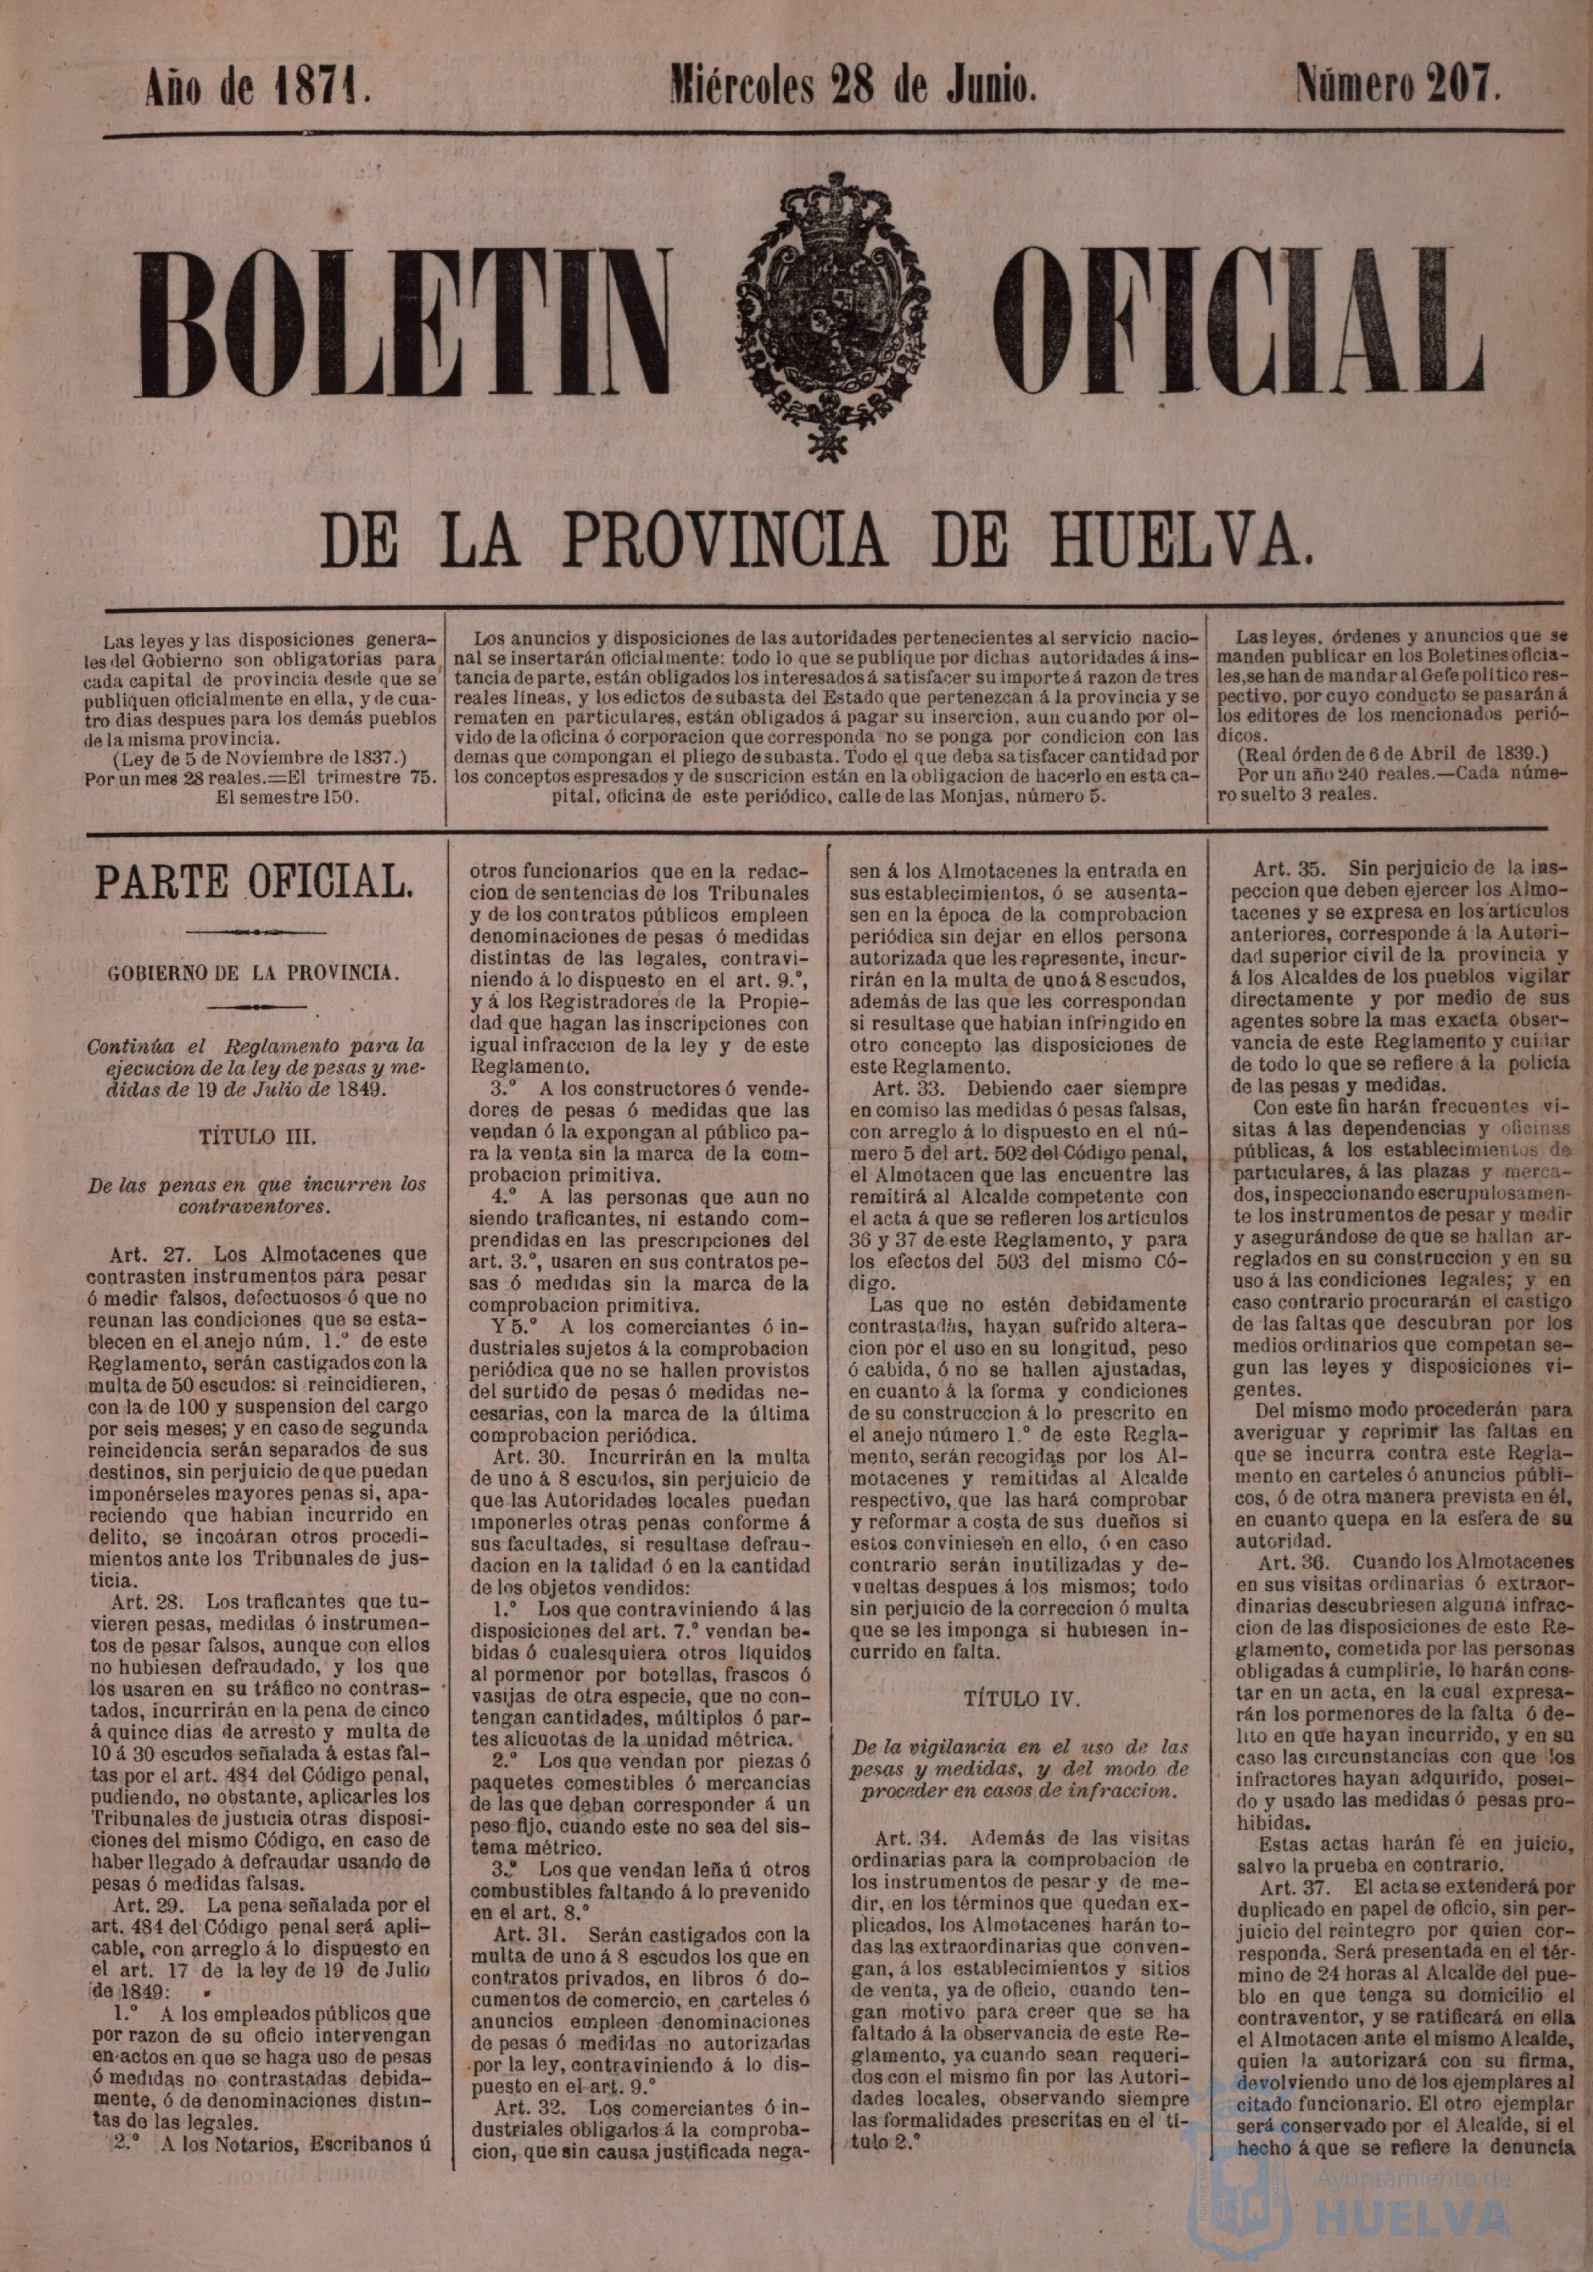 Año de 1871.
Miércoles 28 de Junio.
Número 207.
BOLETIN OFICIAL
DE LA PROVINCIA DE HUELVA.
Las leyes y las disposiciones genera-
les del Gobierno son obligatorias para
cada capital de provincia desde que se
publiquen oficialmente en ella, y de cua-
tro dias despues para los demás pueblos
de la misma provincia.
(Ley de 5 de Noviembre de 1837.)
Por un mes 28 reales.=El trimestre 75.
El semestre 150.
Los anuncios y disposiciones de las autoridades pertenecientes al servicio nacio-
nal se insertarán oficialmente: todo lo que se publique por dichas autoridades á ins-
tancia de parte, están obligados los interesados á satisfacer su importe á razon de tres
reales líneas, y los edictos de subasta del Estado que pertenezcan á la provincia y se
rematen en particulares, están obligados á pagar su insercion, aun cuando por ol-
vido de la oficina ó corporacion que corresponda no se ponga por condicion con las
demas que compongan el pliego de subasta. Todo el que deba satisfacer cantidad por
los conceptos espresados y de suscricion están en la obligacion de hacerlo en esta ca-
pital, oficina de este periódico, calle de las Monjas, número 5.
Las leyes, órdenes y anuncios que se
manden publicar en los Boletines oficia-
les, se han de mandar al Gefe político res-
pectivo, por cuyo conducto se pasarán á
los editores de los mencionados perió-
dicos.
(Real órden de 6 de Abril de 1839.)
Por un año 240 reales.—Cada núme-
ro suelto 3 reales.
PARTE OFICIAL.
GOBIERNO DE LA PROVINCIA.
Continúa el Reglamento para la
ejecucion de la ley de pesas y me-
didas de 19 de Julio de 1849.
TÍTULO III.
De las penas en que incurren los
contraventores.
Art. 27. Los Almotacenes que
contrasten instrumentos para pesar
ó medir falsos, defectuosos ó que no
reunan las condiciones que se esta-
blecen en el anejo núm. 1.º de este
Reglamento, serán castigados con la
multa de 50 escudos: si reincidieren,
con la de 100 y suspension del cargo
por seis meses; y en caso de segunda
reincidencia serán separados de sus
destinos, sin perjuicio de que puedan
imponérseles mayores penas si, apa-
reciendo que habian incurrido en
delito, se incoáran otros procedi-
mientos ante los Tribunales de jus-
ticia.
Art. 28. Los traficantes que tu-
vieren pesas, medidas ó instrumen-
tos de pesar falsos, aunque con ellos
no hubiesen defraudado, y los que
los usaren en su tráfico no contras-
tados, incurrirán en la pena de cinco
á quince dias de arresto y multa de
10 á 30 escudos señalada á estas fal-
tas por el art. 484 del Código penal,
pudiendo, no obstante, aplicarles los
Tribunales de justicia otras disposi-
ciones del mismo Código, en caso de
haber llegado á defraudar usando de
pesas ó medidas falsas.
Art. 29. La pena señalada por el
art. 484 del Código penal será apli-
cable, con arreglo á lo dispuesto en
el art. 17 de la ley de 19 de Julio
de 1849:
1.º A los empleados públicos que
por razon de su oficio intervengan
en actos en que se haga uso de pesas
ó medidas no contrastadas debida-
mente, ó de denominaciones distin-
tas de las legales.
2.º A los Notarios, Escribanos ú
otros funcionarios que en la redac-
cion de sentencias de los Tribunales
y de los contratos públicos empleen
denominaciones de pesas ó medidas
distintas de las legales, contravi-
niendo á lo dispuesto en el art. 9.º,
y á los Registradores de la Propie-
dad que hagan las inscripciones con
igual infraccion de la ley y de este
Reglamento.
3.º A los constructores ó vende-
dores de pesas ó medidas que las
vendan ó la expongan al público pa-
ra la venta sin la marca de la com-
probacion primitiva.
4.º A las personas que aun no
siendo traficantes, ni estando com-
prendidas en las prescripciones del
art. 3.º, usaren en sus contratos pe-
sas ó medidas sin la marca de la
comprobacion primitiva.
Y 5.º A los comerciantes ó in-
dustriales sujetos á la comprobacion
periódica que no se hallen provistos
del surtido de pesas ó medidas ne-
cesarias, con la marca de la última
comprobacion periódica.
Art. 30. Incurrirán en la multa
de uno á 8 escudos, sin perjuicio de
que las Autoridades locales puedan
imponerles otras penas conforme á
sus facultades, si resultase defrau-
dacion en la talidad ó en la cantidad
de los objetos vendidos:
1.º Los que contraviniendo á las
disposiciones del art. 7.º vendan be-
bidas ó cualesquiera otros líquidos
al pormenor por botellas, frascos ó
vasijas de otra especie, que no con-
tengan cantidades, múltiplos ó par-
tes alicuotas de la unidad métrica.
2.º Los que vendan por piezas ó
paquetes comestibles ó mercancias
de las que deban corresponder á un
peso fijo, cuando este no sea del sis-
tema métrico.
3.º Los que vendan leña ú otros
combustibles faltando á lo prevenido
en el art. 8.º
Art. 31. Serán castigados con la
multa de uno á 8 escudos los que en
contratos privados, en libros ó do-
cumentos de comercio, en carteles ó
anuncios empleen denominaciones
de pesas ó medidas no autorizadas
por la ley, contraviniendo á lo dis-
puesto en el art. 9.º
Art. 32. Los comerciantes ó in-
dustriales obligados á la comproba-
cion, que sin causa justificada nega-
sen á los Almotacenes la entrada en
sus establecimientos, ó se ausenta-
sen en la época de la comprobacion
periódica sin dejar en ellos persona
autorizada que les represente, incur-
rirán en la multa de uno á 8 escudos,
además de las que les correspondan
si resultase que habian infringido en
otro concepto las disposiciones de
este Reglamento.
Art. 33. Debiendo caer siempre
en comiso las medidas ó pesas falsas,
con arreglo á lo dispuesto en el nú-
mero 5 del art. 502 del Código penal,
el Almotacen que las encuentre las
remitirá al Alcalde competente con
el acta á que se refieren los artículos
36 y 37 de este Reglamento, y para
los efectos del 503 del mismo Có-
digo.
Las que no estén debidamente
contrastadas, hayan sufrido altera-
cion por el uso en su longitud, peso
ó cabida, ó no se hallen ajustadas,
en cuanto á la forma y condiciones
de su construccion á lo prescrito en
el anejo número 1.º de este Regla-
mento, serán recogidas por los Al-
motacenes y remitidas al Alcalde
respectivo, que las hará comprobar
y reformar a costa de sus dueños si
estos conviniesen en ello, ó en caso
contrario serán inutilizadas y de-
vueltas despues á los mismos; todo
sin perjuicio de la correccion ó multa
que se les imponga si hubiesen in-
currido en falta.
TÍTULO IV.
De la vigilancia en el uso de las
pesas y medidas, y del modo de
proceder en casos de infraccion.
Art. 34. Además de las visitas
ordinarias para la comprobacion de
los instrumentos de pesar y de me-
dir, en los términos que quedan ex-
plicados, los Almotacenes harán to-
das las extraordinarias que conven-
gan, á los establecimientos y sitios
de venta, ya de oficio, cuando ten-
gan motivo para creer que se ha
faltado á la observancia de este Re-
glamento, ya cuando sean requeri-
dos con el mismo fin por las Autori-
dades locales, observando siempre
las formalidades prescritas en el tí-
tulo 2.º
Art. 35. Sin perjuicio de la ins-
peccion que deben ejercer los Almo-
tacenes y se expresa en los artículos
anteriores, corresponde á la Autori-
dad superior civil de la provincia y
á los Alcaldes de los pueblos vigilar
directamente y por medio de sus
agentes sobre la mas exacta obser-
vancia de este Reglamento y cuidar
de todo lo que se refiere á la policía
de las pesas y medidas.
Con este fin harán frecuentes vi-
sitas á las dependencias y oficinas
públicas, á los establecimientos de
particulares, á las plazas y merca-
dos, inspeccionando escrupulosamen-
te los instrumentos de pesar y medir
y asegurándose de que se hallan ar-
reglados en su construccion y en su
uso á las condiciones legales; y en
caso contrario procurarán el castigo
de las faltas que descubran por los
medios ordinarios que competan se-
gun las leyes y disposiciones vi-
gentes.
Del mismo modo procederán para
averiguar y reprimir las faltas en
que se incurra contra este Regla-
mento en carteles ó anuncios públi-
cos, ó de otra manera prevista en él,
en cuanto quepa en la esfera de su
autoridad.
Art. 36. Cuando los Almotacenes
en sus visitas ordinarias ó extraor-
dinarias descubriesen alguna infrac-
cion de las disposiciones de este Re-
glamento, cometida por las personas
obligadas á cumplirle, lo harán cons-
tar en un acta, en la cual expresa-
rán los pormenores de la falta ó de-
lito en que hayan incurrido, y en su
caso las circunstancias con que los
infractores hayan adquirido, posei-
do y usado las medidas ó pesas pro-
hibidas.
Estas actas harán fé en juicio,
salvo la prueba en contrario.
Art. 37. El acta se extenderá por
duplicado en papel de oficio, sin per-
juicio del reintegro por quien cor-
responda. Será presentada en el tér-
mino de 24 horas al Alcalde del pue-
blo en que tenga su domicilio el
contraventor, y se ratificará en ella
el Almotacen ante el mismo Alcalde,
quien la autorizará con su firma,
devolviendo uno de los ejemplares al
citado funcionario. El otro ejemplar
será conservado por el Alcalde, si el
hecho á que se refiere la denuncia
Ayuntamiento de
HUELVA